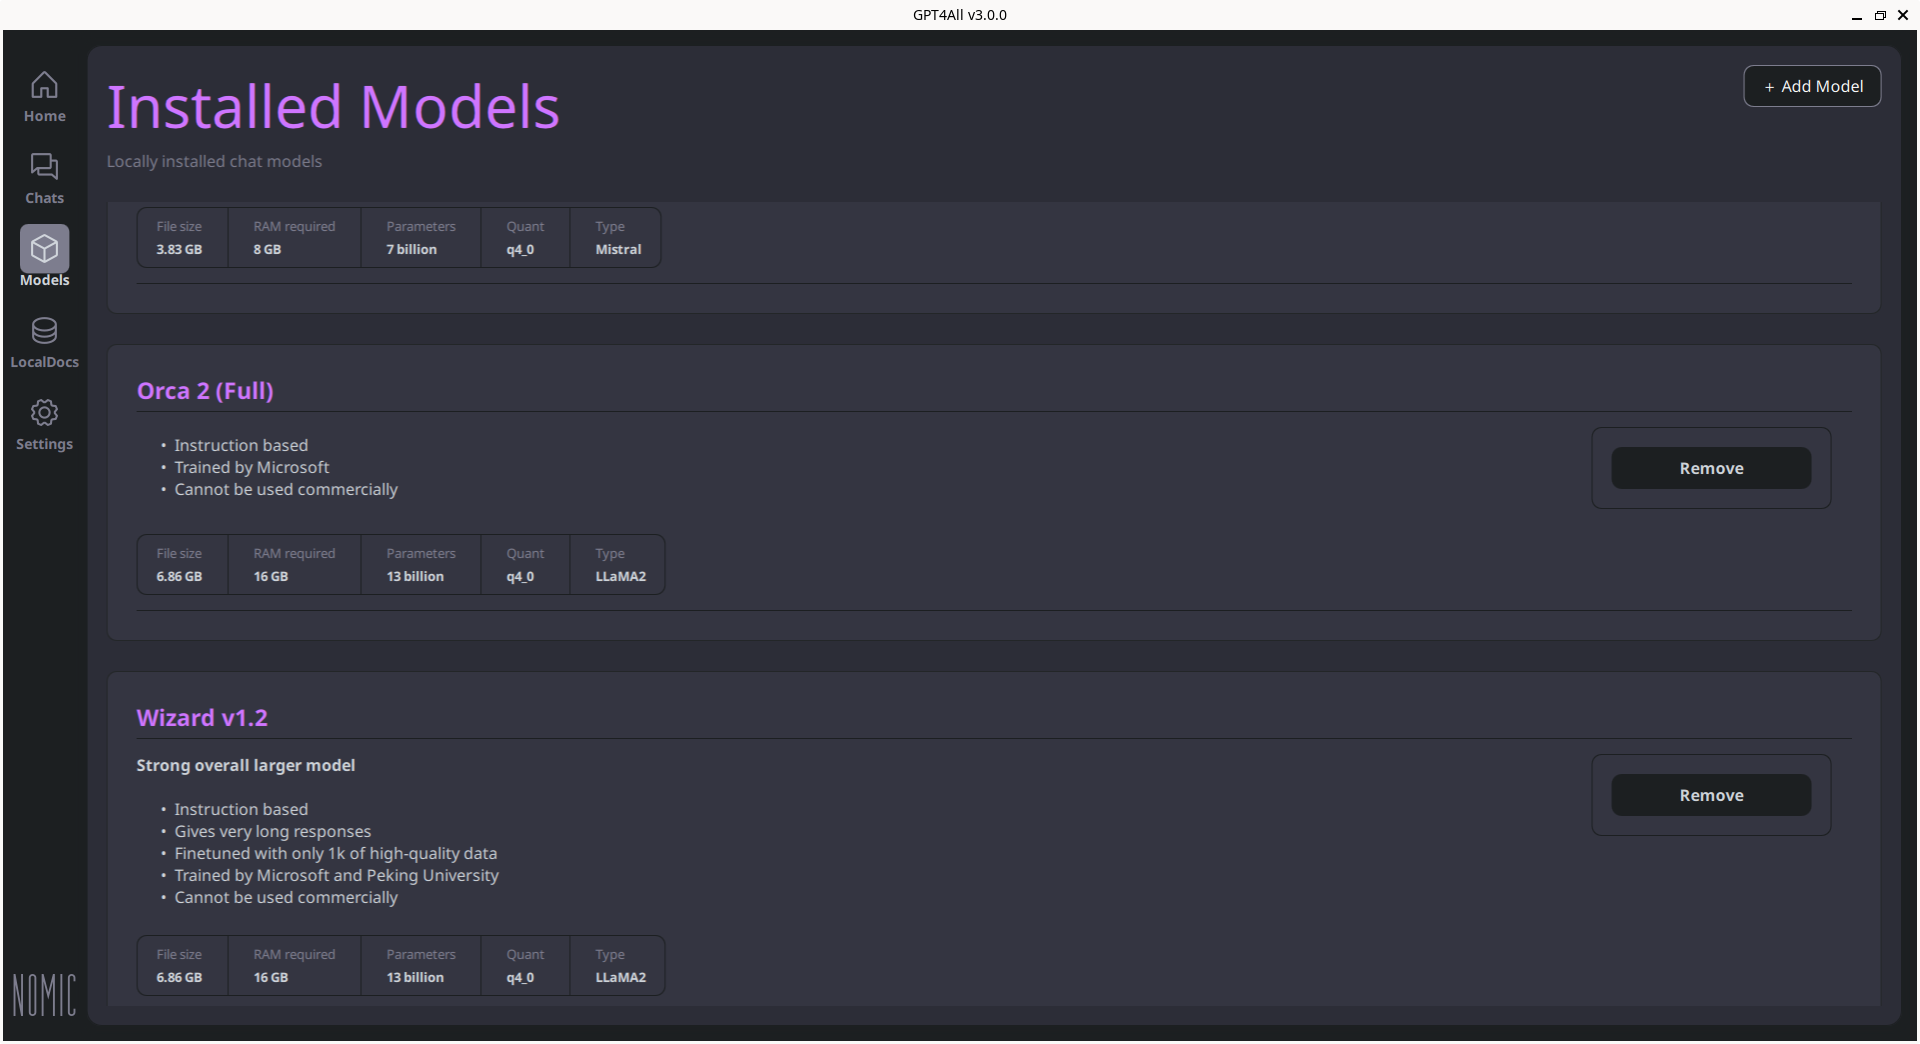 GPT4All v3.0.0
Home
Chats
Models
LocalDocs
Settings
NOMIC
Installed Models
+ Add Model
Locally installed chat models
File size RAM required Parameters Quant Type
3.83 GB 8 GB 7 billion q4_0 Mistral
Orca 2 (Full)
• Instruction based
• Trained by Microsoft
• Cannot be used commercially
Remove
File size RAM required Parameters Quant Type
6.86 GB 16 GB 13 billion q4_0 LLaMA2
Wizard v1.2
Strong overall larger model
• Instruction based
• Gives very long responses
• Finetuned with only 1k of high-quality data
• Trained by Microsoft and Peking University
• Cannot be used commercially
Remove
File size RAM required Parameters Quant Type
6.86 GB 16 GB 13 billion q4_0 LLaMA2